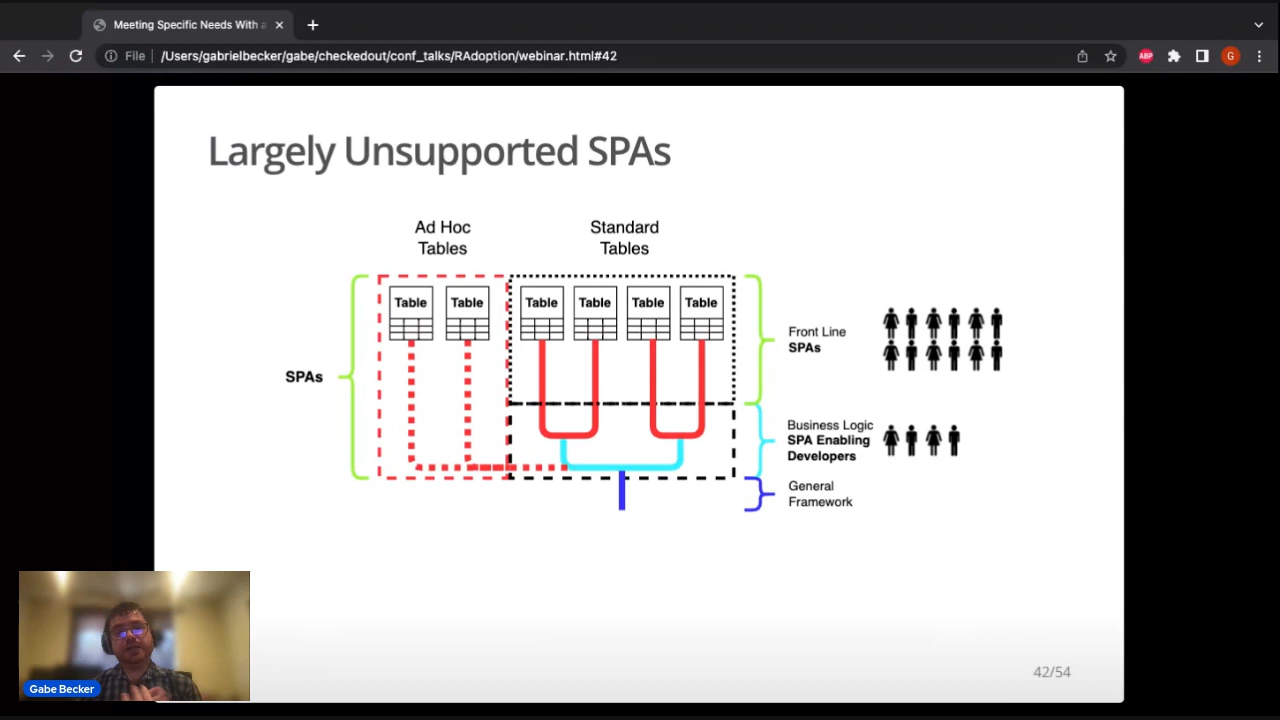 Meeting Specific Needs With a
File
/Users/gabrielbecker/gabe/checkedout/conf_talks/RAdoption/webinar.html#42
ABP
G
Largely Unsupported SPAs
Ad Hoc
Tables
Standard
Tables
Table
Table
Table
Table
Table
Table
SPAs
Front Line
SPAs
Business Logic
SPA Enabling
Developers
General
Framework
Gabe Becker
42/54